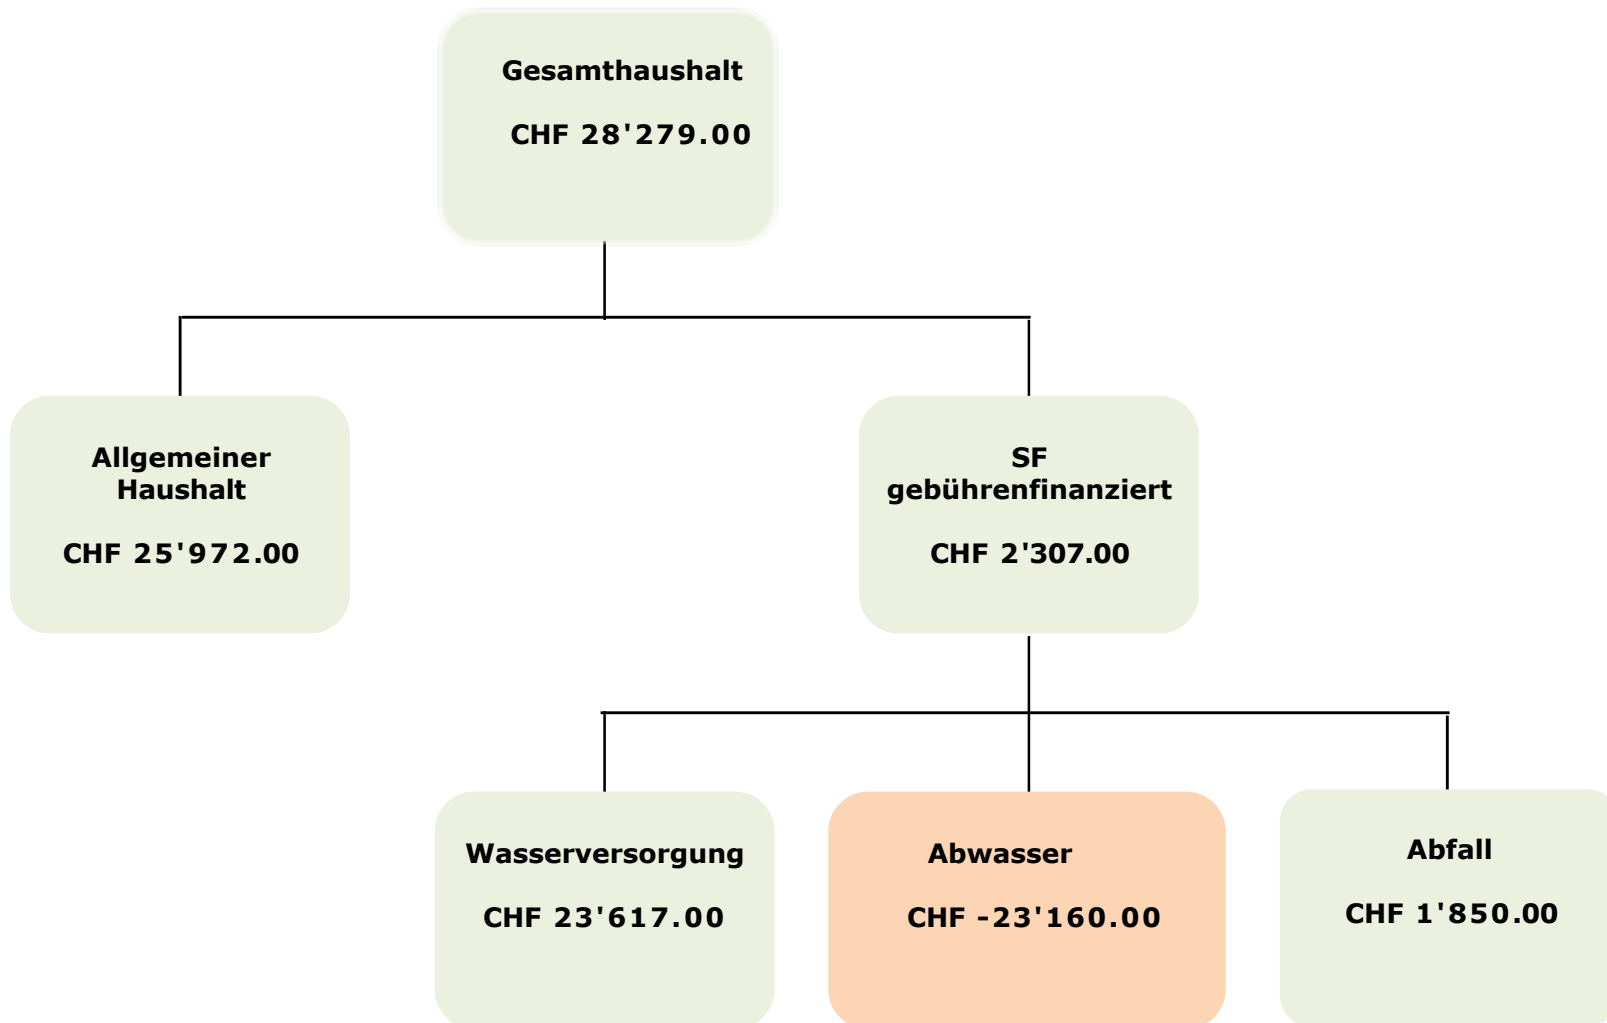 Gesamthaushalt
CHF 28'279.00
Allgemeiner
Haushalt
CHF 25'972.00
SF
gebührenfinanziert
CHF 2'307.00
Wasserversorgung
CHF 23'617.00
Abwasser
CHF -23'160.00
Abfall
CHF 1'850.00